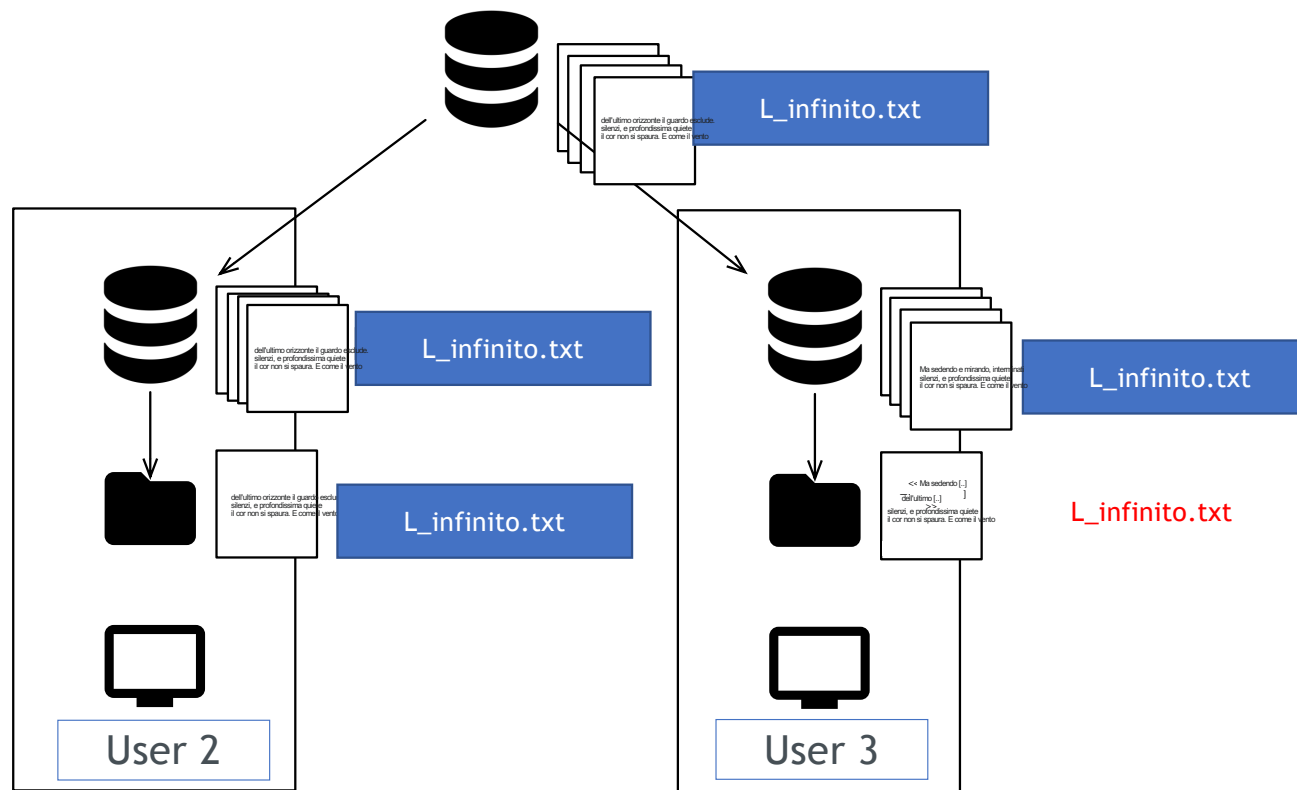 dell'ultimo orizzonte il guardo esclude.
silenzi, e profondissima quiete
il cor non si spaura. E come il vento
L_infinito.txt
dell'ultimo orizzonte il guardo esclude.
silenzi, e profondissima quiete
il cor non si spaura. E come il vento
L_infinito.txt
Ma sedendo e mirando, interminati
silenzi, e profondissima quiete
il cor non si spaura. E come il vento
L_infinito.txt
dell'ultimo orizzonte il guardo esclu
silenzi, e profondissima quiete
il cor non si spaura. E come il vento
L_infinito.txt
<< Ma sedendo [..]
]
dell'ultimo [..]
>>
silenzi, e profondissima quiete
il cor non si spaura. E come il vento
L_infinito.txt
User 2
User 3